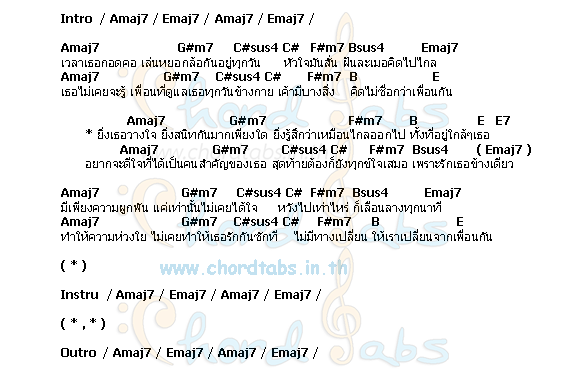 Intro / Amaj7 / Emaj7 / Amaj7 / Emaj7 /
Amaj7 G#m7 C#sus4 C# F#m7 Bsus4 Emaj7
เวลาเธอกอดคอ เล่นหยอกล้อกันอยู่ทุกวัน หัวใจมันสั่น ฝันละเมอคิดไปไกล
Amaj7 G#m7 C#sus4 C# F#m7 B E
เธอไม่เคยจะรู้ เพื่อนที่ดูแลเธอทุกวันข้างกาย เค้ามีบางสิ่ง คิดไม่ซื่อกว่าเพื่อนกัน
Amaj7 G#m7 F#m7 B E E7
* ยิ่งเธอวางใจ ยิ่งสนิทกันมากเพียงใด ยิ่งรู้สึกว่าเหมือนไกลออกไป ทั้งที่อยู่ใกล้ๆเธอ
Amaj7 G#m7 C#sus4 C# F#m7 Bsus4 ( Emaj7 )
อยากจะดีใจที่ได้เป็นคนสำคัญของเธอ สุดท้ายต้องก็ยังทุกข์ใจเสมอ เพราะรักเธอข้างเดียว
Amaj7 G#m7 C#sus4 C# F#m7 Bsus4 Emaj7
มีเพียงความผูกพัน แค่เท่านั้นไม่เคยได้ใจ หวังไปเท่าไหร่ ก็เลือนลางทุกนาที
Amaj7 G#m7 C#sus4 C# F#m7 B E
ทำให้ความห่วงใย ไม่เคยทำให้เธอรักกันซักที ไม่มีทางเปลี่ยน ให้เราเปลี่ยนจากเพื่อนกัน
( * )
www.chordtabs.in.th
Instru / Amaj7 / Emaj7 / Amaj7 / Emaj7 /
( * , * )
Outro / Amaj7 / Emaj7 / Amaj7 / Emaj7 /
Chord Tabs